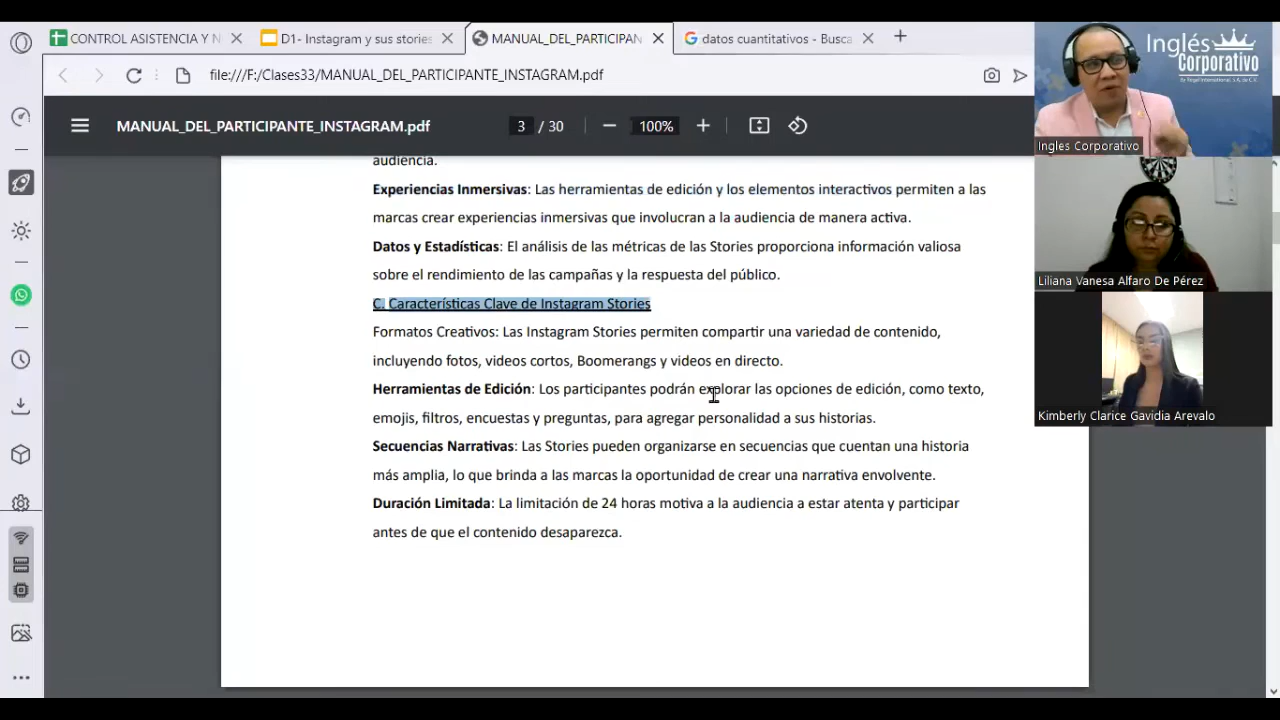 CONTROL ASISTENCIA Y N
D1- Instagram y sus stories
MANUAL_DEL_PARTICIPAN
datos cuantitativos - Busca
file:///F:/Clases33/MANUAL_DEL_PARTICIPANTE_INSTAGRAM.pdf
MANUAL_DEL_PARTICIPANTE_INSTAGRAM.pdf
3 / 30
100%
audiencia.
Experiencias Inmersivas: Las herramientas de edición y los elementos interactivos permiten a las
marcas crear experiencias inmersivas que involucran a la audiencia de manera activa.
Datos y Estadísticas: El análisis de las métricas de las Stories proporciona información valiosa
sobre el rendimiento de las campañas y la respuesta del público.
C. Características Clave de Instagram Stories
Formatos Creativos: Las Instagram Stories permiten compartir una variedad de contenido,
incluyendo fotos, videos cortos, Boomerangs y videos en directo.
Herramientas de Edición: Los participantes podrán explorar las opciones de edición, como texto,
emojis, filtros, encuestas y preguntas, para agregar personalidad a sus historias.
Secuencias Narrativas: Las Stories pueden organizarse en secuencias que cuentan una historia
más amplia, lo que brinda a las marcas la oportunidad de crear una narrativa envolvente.
Duración Limitada: La limitación de 24 horas motiva a la audiencia a estar atenta y participar
antes de que el contenido desaparezca.
Inglés
Corporativo
Ingles Corporativo
Liliana Vanesa Alfaro De Pérez
Kimberly Clarice Gavidia Arevalo